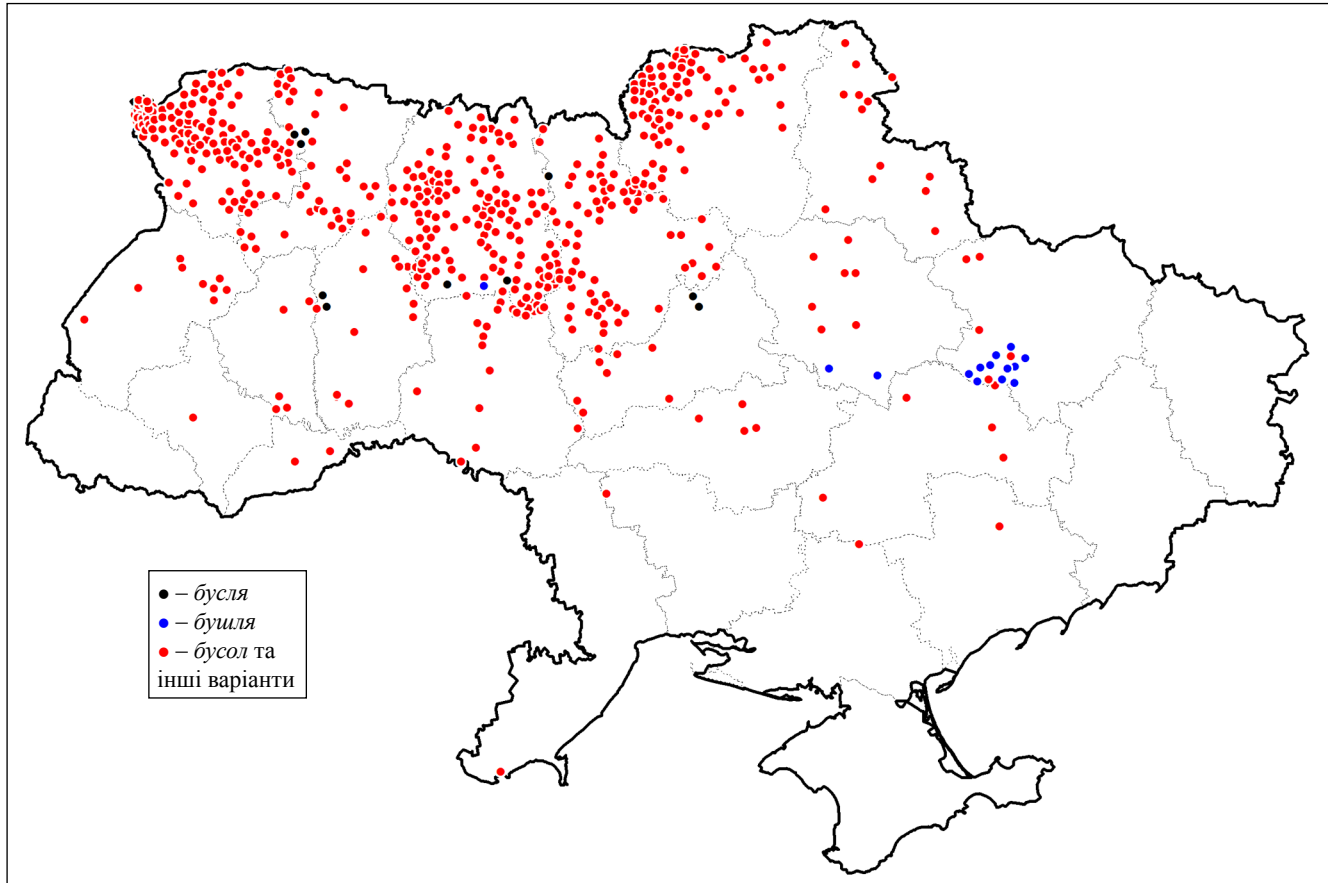 – бусля
– бушля
– бусол та
інші варіанти